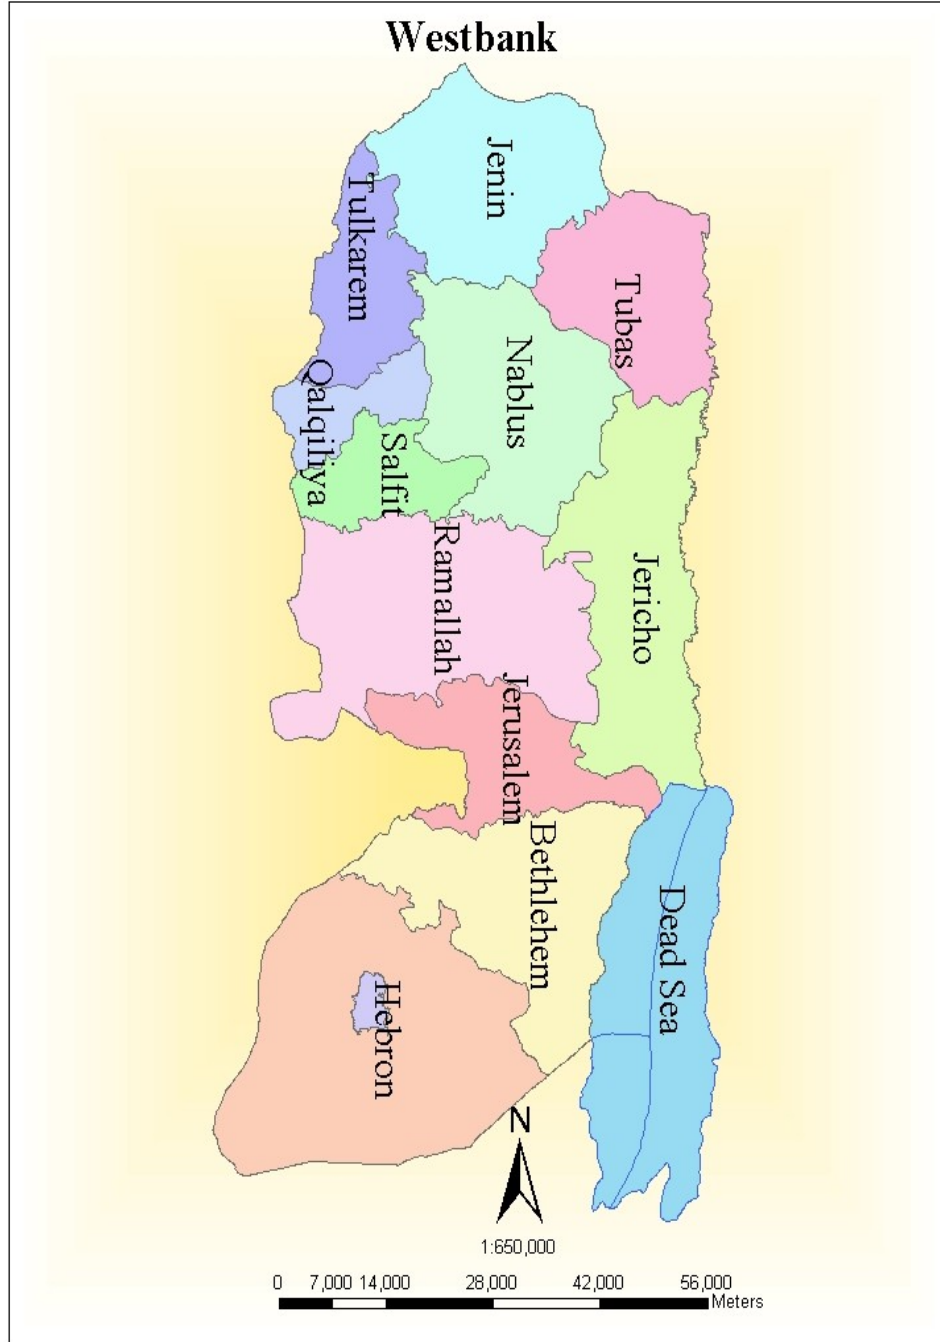 Westbank
Jenin
Tulkarem
Tubas
Nablus
Qalqiliya
Salfit
Ramallah
Jericho
Jerusalem
Bethlehem
Dead Sea
Hebron
N
1:650,000
0 7,000 14,000 28,000 42,000 56,000
Meters